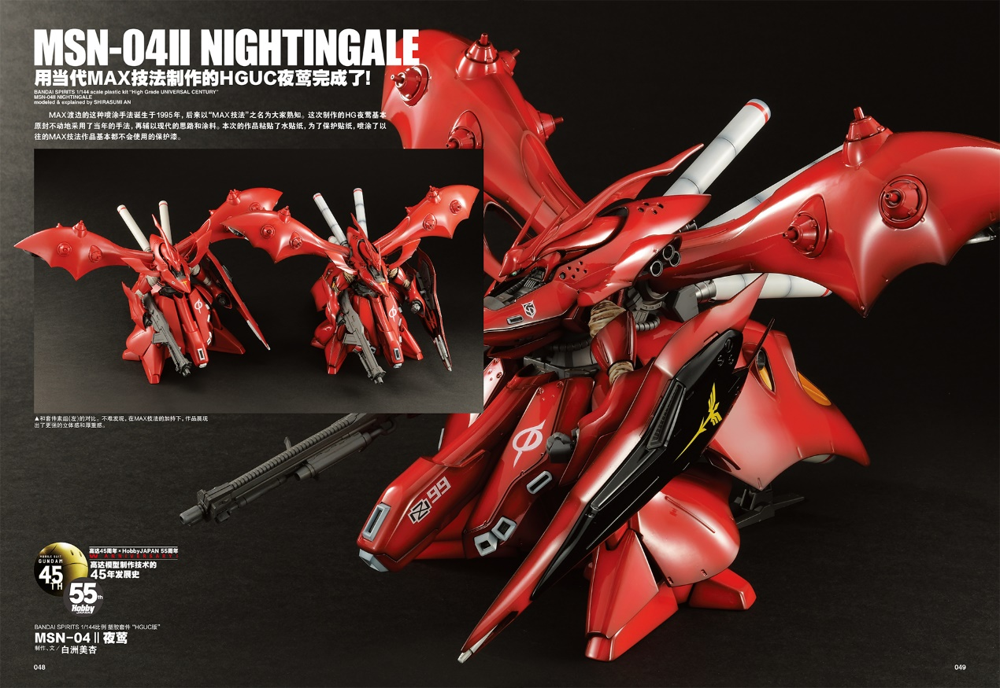 MSN-04II NIGHTINGALE
用当代MAX技法制作的HGUC夜莺完成了!
BANDAI SPIRITS 1/144 scale plastic kit "High Grade UNIVERSAL CENTURY"
MSN-04II NIGHTINGALE
modeled & explained by SHIRASUMI AN
MAX渡边的这种喷涂手法诞生于1995年，后来以“MAX技法”之名为大家熟知。这次制作的HG夜莺基本
原封不动地采用了当年的手法，再辅以现代的思路和涂料。本次的作品粘贴了水贴纸，为了保护贴纸，喷涂了以
往的MAX技法作品基本都不会使用的保护漆。
▲和套件素组(左)的对比。不难发现，在MAX技法的加持下，作品展现
出了更强的立体感和厚重感。
99
MOBILE SUIT
GUNDAM
45
TH
55th
Hobby
JAPAN
高达45周年×HobbyJAPAN 55周年
W ANNIVERSARY!
高达模型制作技术的
45年发展史
BANDAI SPIRITS 1/144比例 塑胶套件 “HGUC版”
MSN-04 II 夜莺
制作、文／白洲美杏
048
049